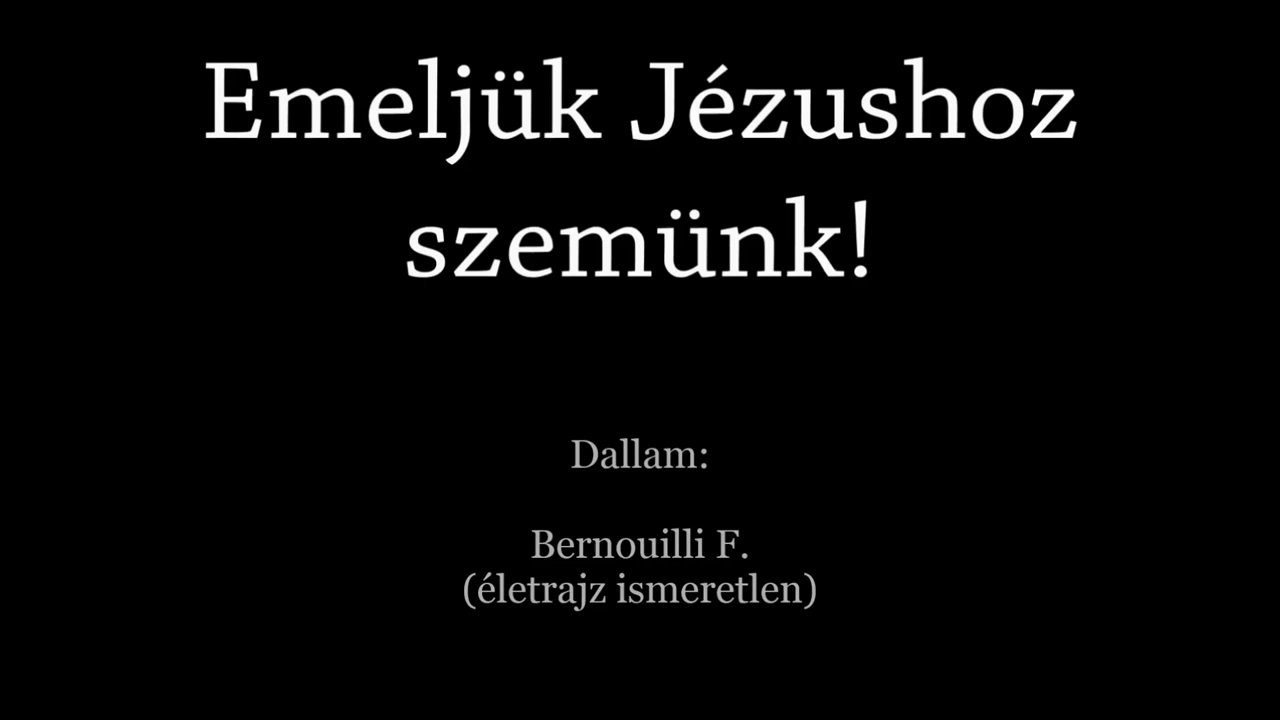 Emeljük Jézushoz
szemünk!
Dallam:
Bernouilli F.
(életrajz ismeretlen)